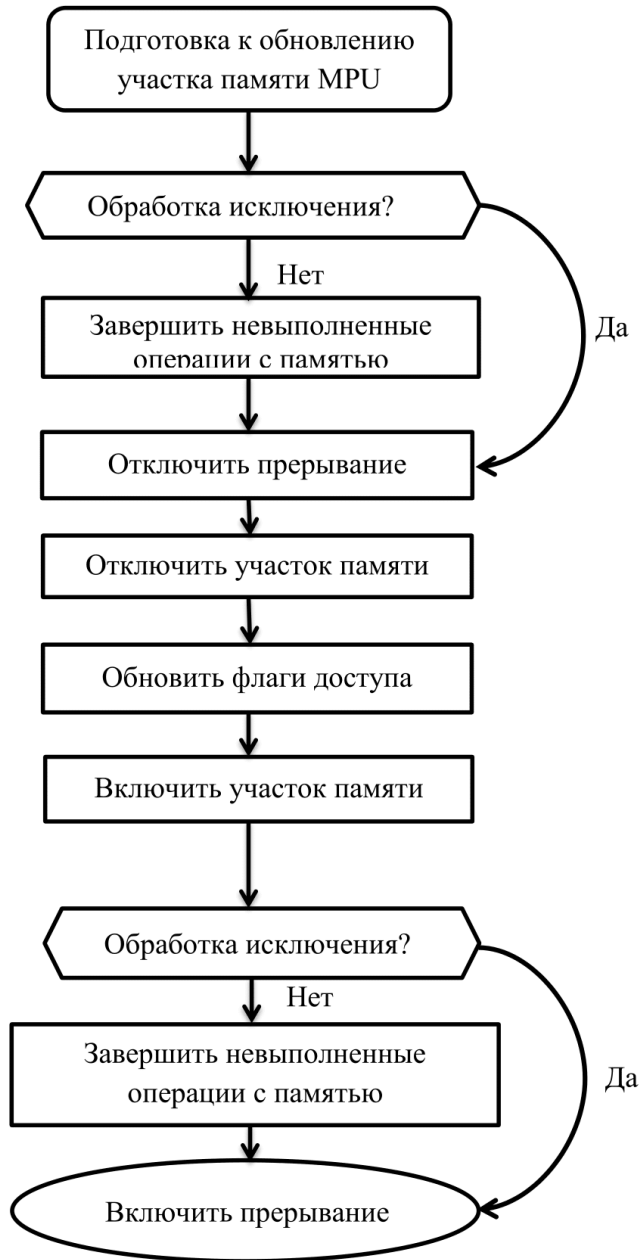 Подготовка к обновлению
участка памяти MPU
Обработка исключения?
Нет
Да
Завершить невыполненные
операции с памятью
Отключить прерывание
Отключить участок памяти
Обновить флаги доступа
Включить участок памяти
Обработка исключения?
Нет
Завершить невыполненные
операции с памятью
Да
Включить прерывание